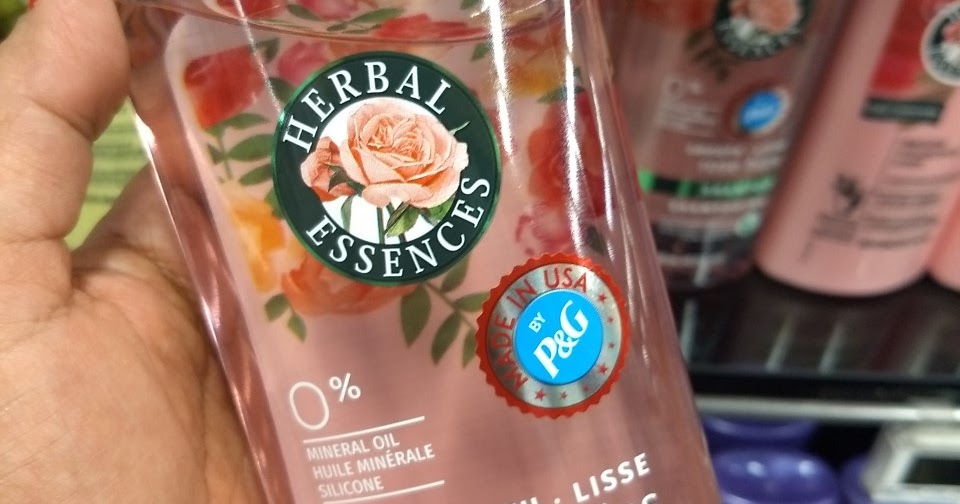 HERBAL
ESSENCES
MADE IN USA
BY
P&G
0%
MINERAL OIL
HUILE MINÉRALE
SILICONE
· LISSE